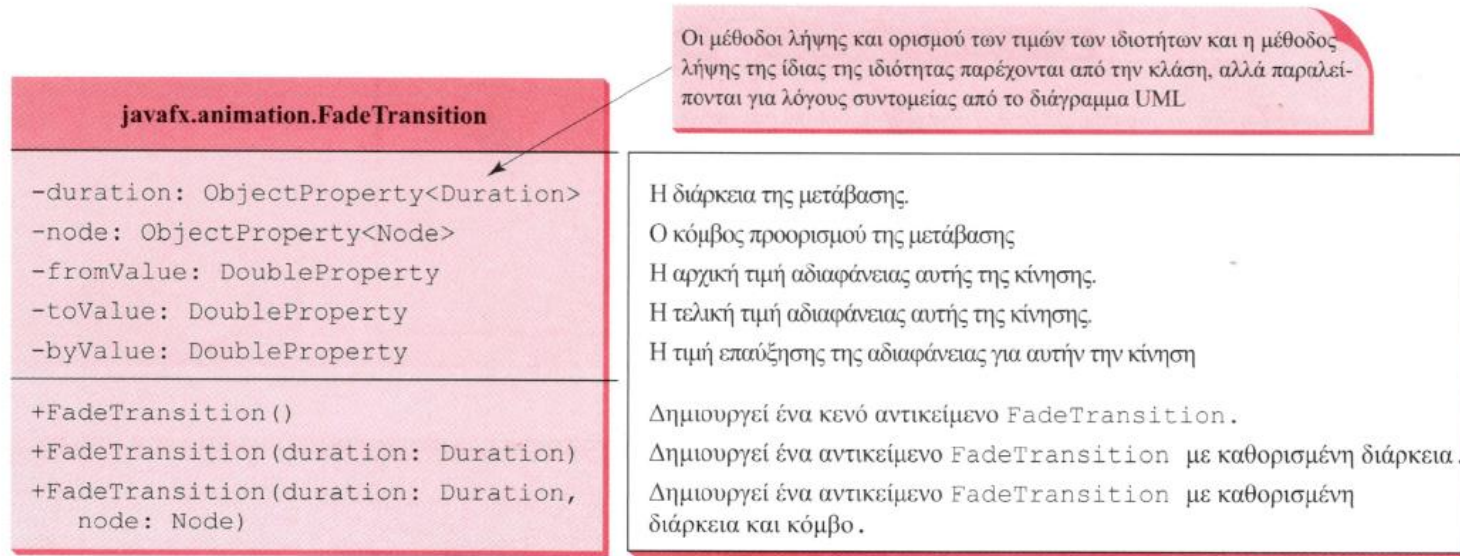 Οι μέθοδοι λήψης και ορισμού των τιμών των ιδιοτήτων και η μέθοδος
λήψης της ίδιας της ιδιότητας παρέχονται από την κλάση, αλλά παραλεί-
πονται για λόγους συντομείας από το διάγραμμα UML
javafx.animation.FadeTransition
-duration: ObjectProperty<Duration>
-node: ObjectProperty<Node>
-fromValue: DoubleProperty
-toValue: DoubleProperty
-byValue: DoubleProperty
Η διάρκεια της μετάβασης.
Ο κόμβος προορισμού της μετάβασης
Η αρχική τιμή αδιαφάνειας αυτής της κίνησης.
Η τελική τιμή αδιαφάνειας αυτής της κίνησης.
Η τιμή επαύξησης της αδιαφάνειας για αυτήν την κίνηση
+FadeTransition()
+FadeTransition(duration: Duration)
+FadeTransition(duration: Duration,
node: Node)
Δημιουργεί ένα κενό αντικείμενο FadeTransition.
Δημιουργεί ένα αντικείμενο FadeTransition με καθορισμένη διάρκεια.
Δημιουργεί ένα αντικείμενο FadeTransition με καθορισμένη
διάρκεια και κόμβο.